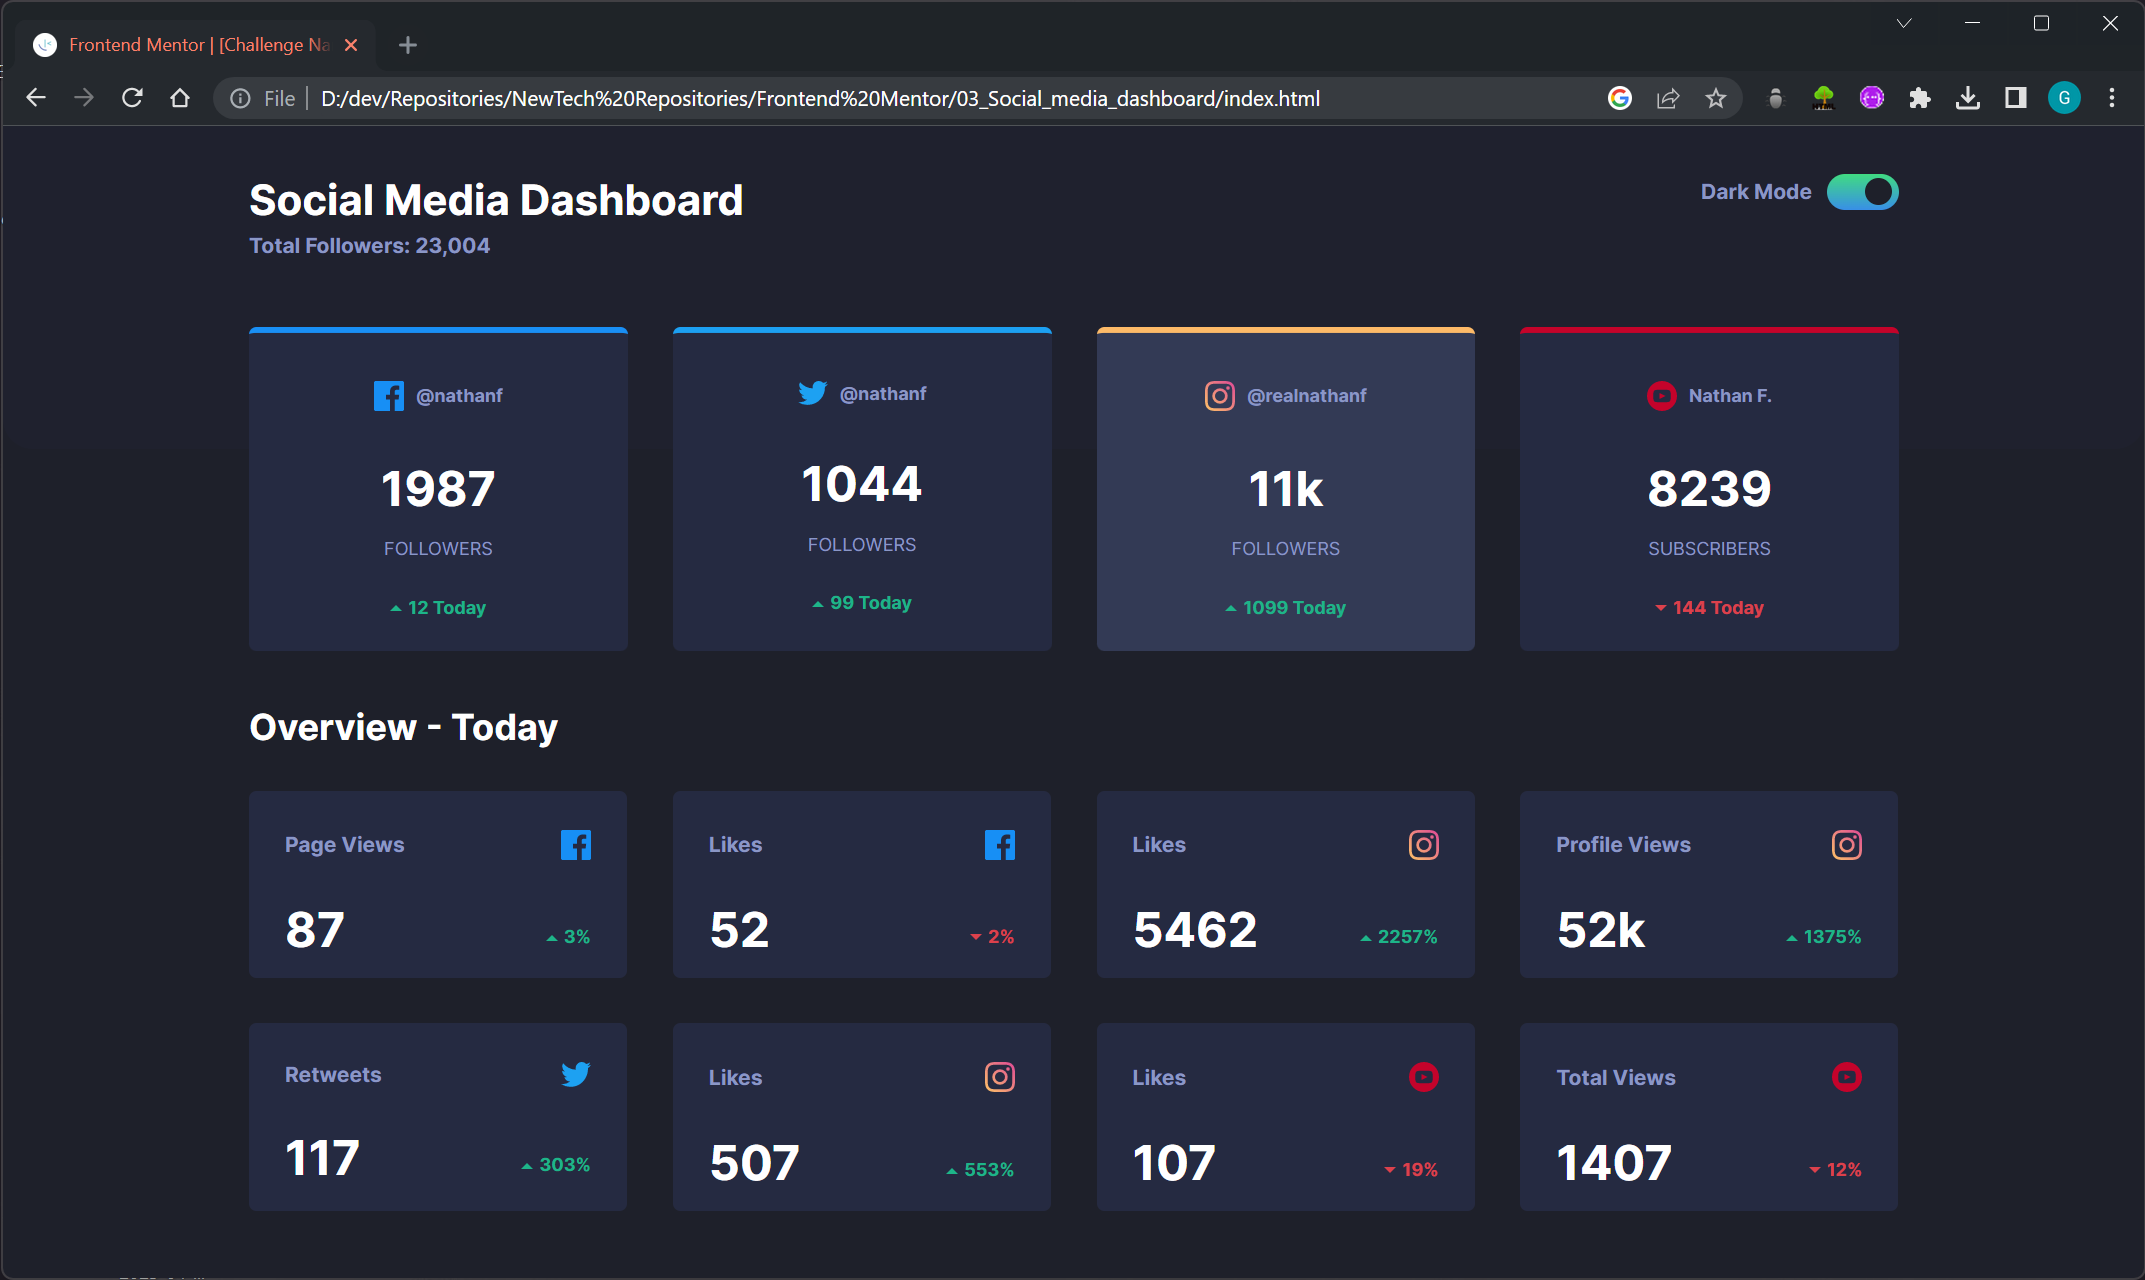 Frontend Mentor | [Challenge Na
File
D:/dev/Repositories/NewTech%20Repositories/Frontend%20Mentor/03_Social_media_dashboard/index.html
G
Social Media Dashboard
Dark Mode
Total Followers: 23,004
@nathanf
1987
FOLLOWERS
12 Today
@nathanf
1044
FOLLOWERS
99 Today
@realnathanf
11k
FOLLOWERS
1099 Today
Nathan F.
8239
SUBSCRIBERS
144 Today
Overview - Today
Page Views
87
3%
Likes
52
2%
Likes
5462
2257%
Profile Views
52k
1375%
Retweets
117
303%
Likes
507
553%
Likes
107
19%
Total Views
1407
12%